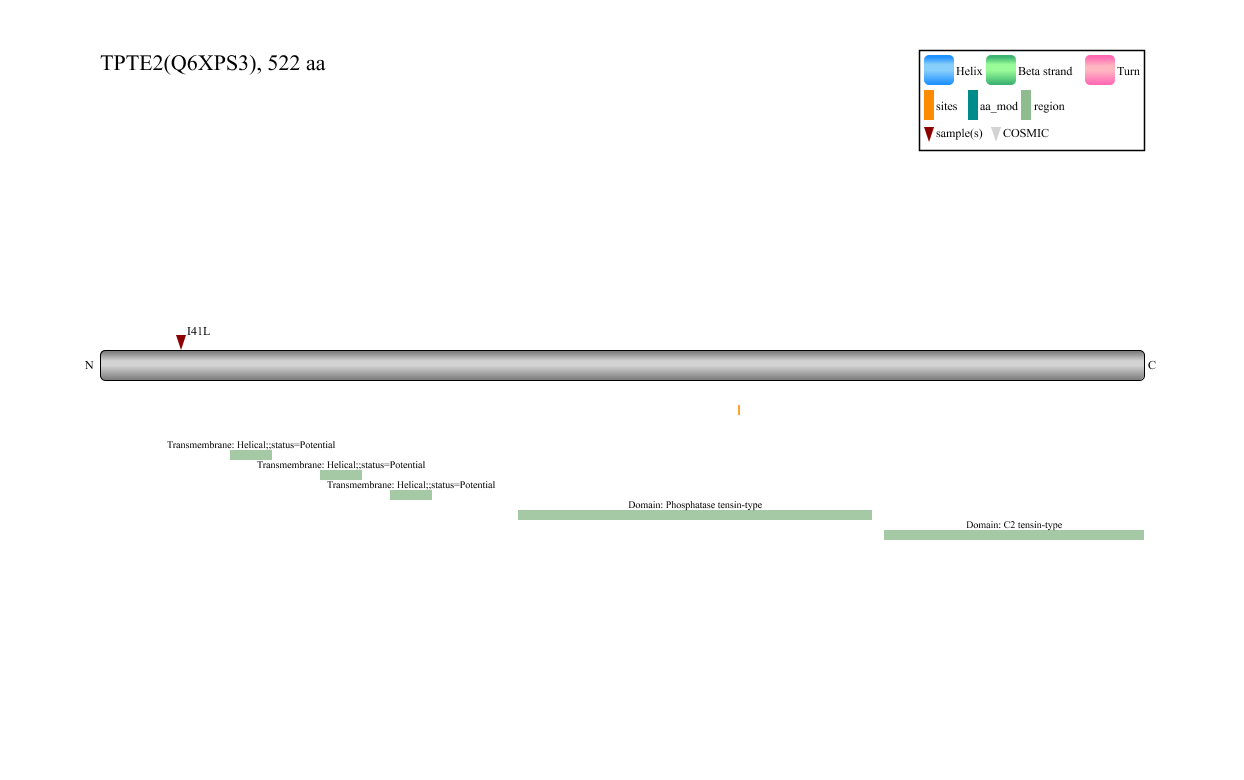 TPTE2(Q6XPS3), 522 aa
Helix Beta strand Turn
sites aa_mod region
sample(s) COSMIC
I41L
N C
Transmembrane: Helical;;status=Potential
Transmembrane: Helical;;status=Potential
Transmembrane: Helical;;status=Potential
Domain: Phosphatase tensin-type
Domain: C2 tensin-type